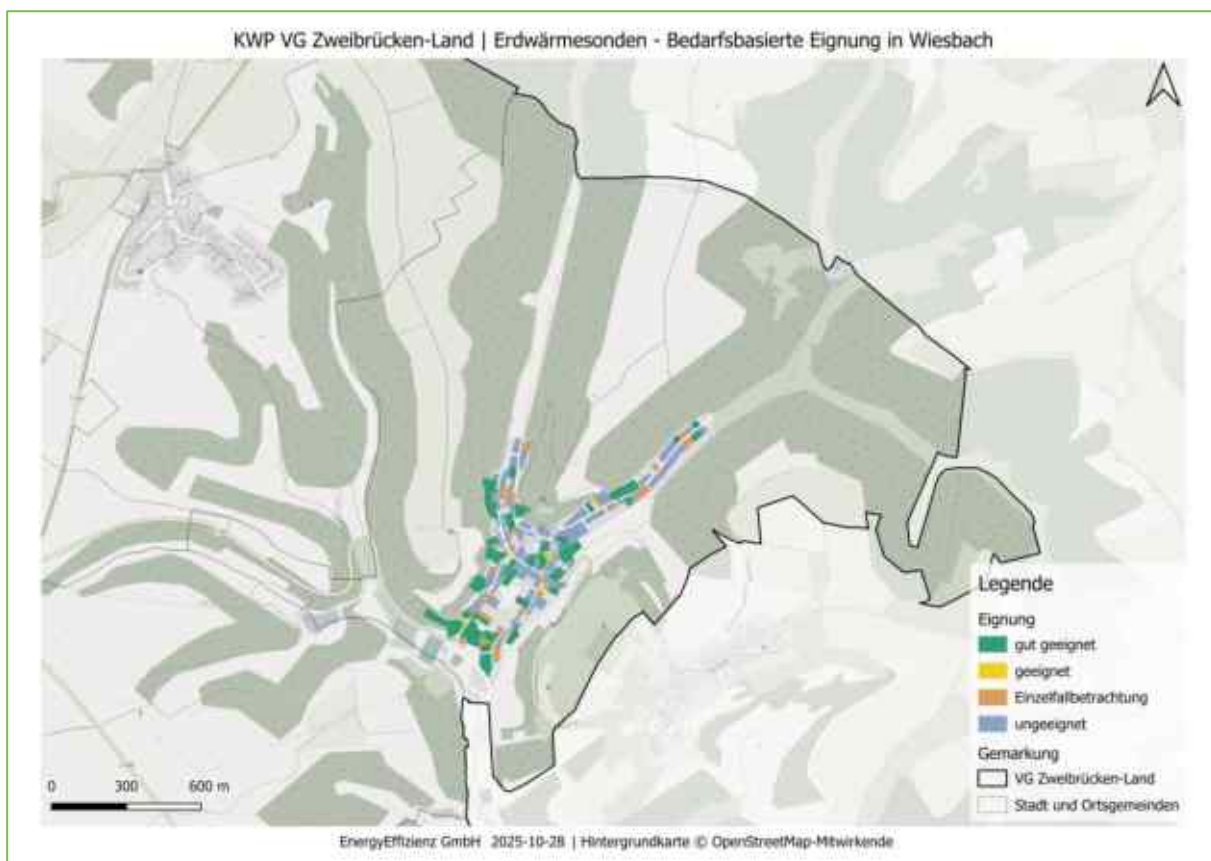 KWP VG Zweibrücken-Land | Erdwärmesonden - Bedarfsbasierte Eignung in Wiesbach
Legende
Eignung
gut geeignet
geeignet
Einzelfallbetrachtung
ungeeignet
Gemarkung
VG Zweibrücken-Land
Stadt und Ortsgemeinden
0 300 600 m
EnergyEffizienz GmbH 2025-10-28 | Hintergrundkarte © OpenStreetMap-Mitwirkende